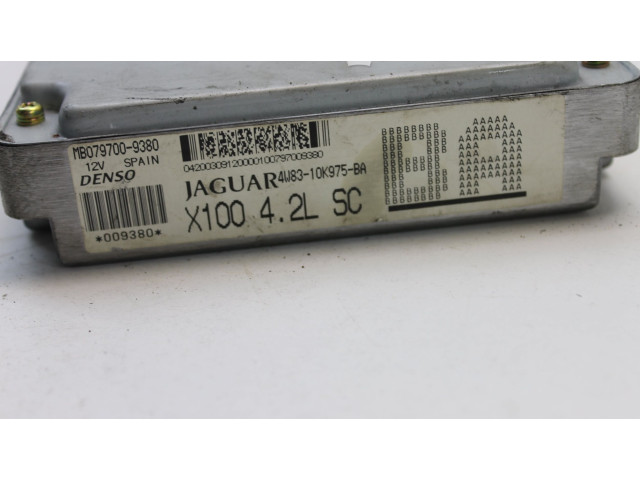 MB079700-9380
12V SPAIN
DENSO
*009380*
04200309120000100797009380
JAGUAR 4W83-10K975-BA
X100 4.2L SC
BA